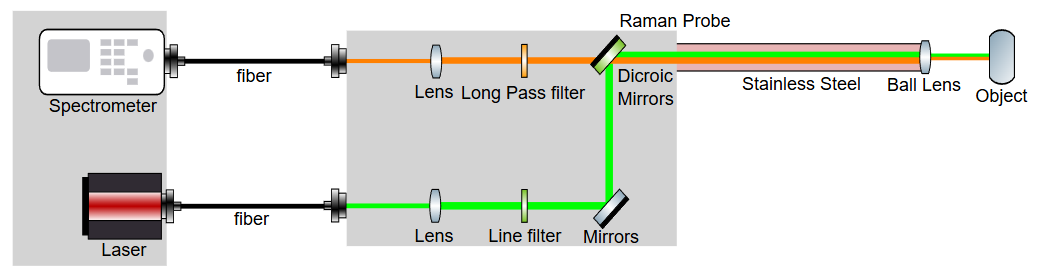 Raman Probe
fiber
Spectrometer
Lens
Long Pass filter
Dicroic
Mirrors
Stainless Steel
Ball Lens
Object
fiber
Laser
Lens
Line filter
Mirrors